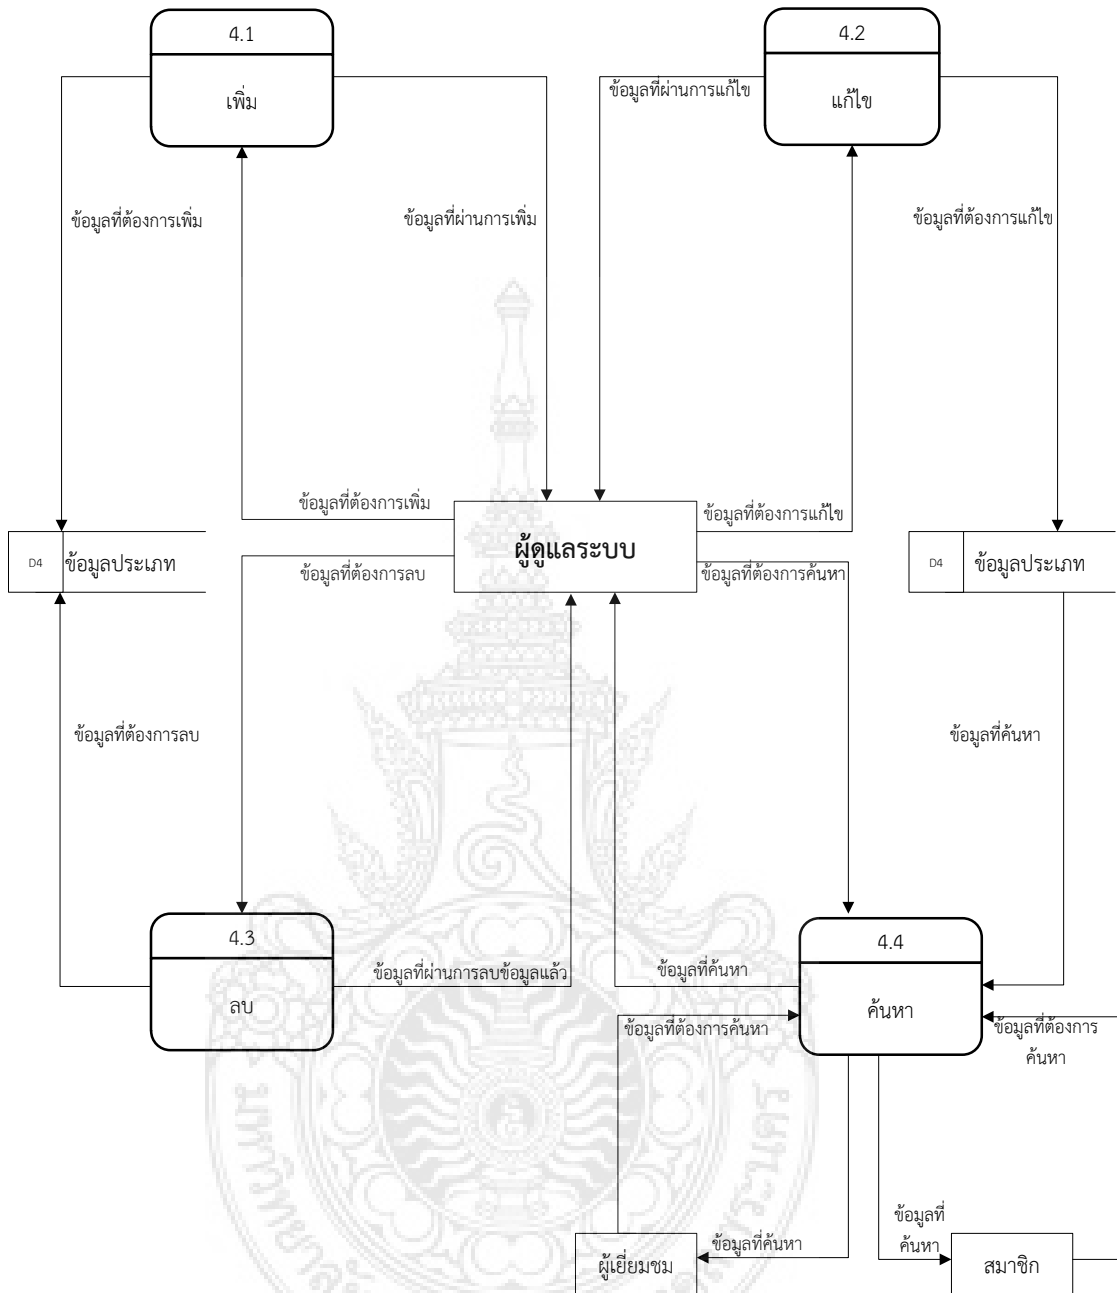 4.1
เพิ่ม
4.2
แก้ไข
ข้อมูลที่ผ่านการแก้ไข
ข้อมูลที่ต้องการเพิ่ม
ข้อมูลที่ผ่านการเพิ่ม
ข้อมูลที่ต้องการแก้ไข
ข้อมูลที่ต้องการเพิ่ม
ข้อมูลที่ต้องการแก้ไข
D4 ข้อมูลประเภท
ผู้ดูแลระบบ
D4 ข้อมูลประเภท
ข้อมูลที่ต้องการลบ
ข้อมูลที่ต้องการค้นหา
ข้อมูลที่ต้องการลบ
ข้อมูลที่ค้นหา
4.3
ลบ
4.4
ค้นหา
ข้อมูลที่ผ่านการลบข้อมูลแล้ว
ข้อมูลที่ค้นหา
ข้อมูลที่ต้องการค้นหา
ข้อมูลที่ต้องการ
ค้นหา
ข้อมูลที่
ค้นหา
ข้อมูลที่ค้นหา
ผู้เยี่ยมชม
สมาชิก